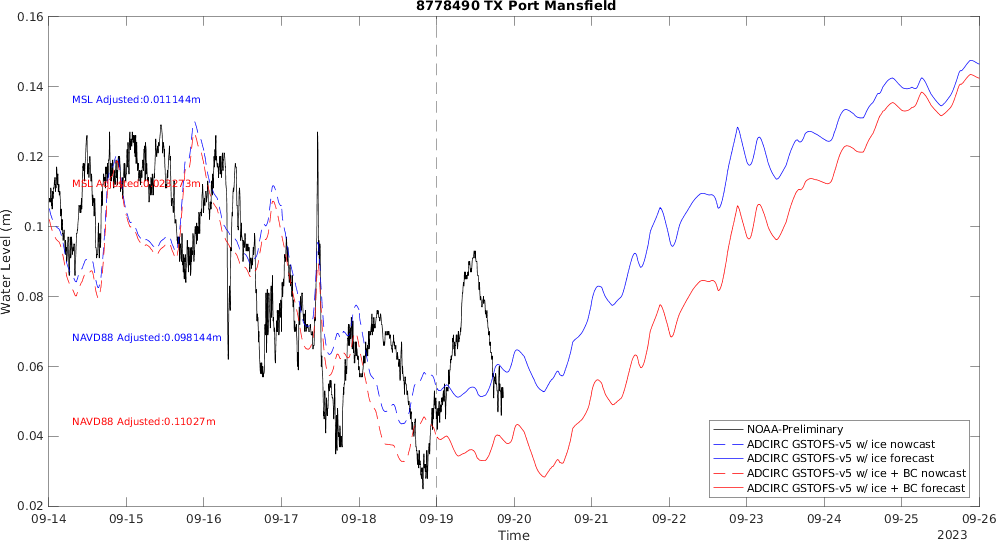 8778490 TX Port Mansfield
0.16
0.14
0.12
0.1
0.08
0.06
0.04
0.02
Water Level (m)
MSL Adjusted:0.011144m
MSL Adjusted:0.023273m
NAVD88 Adjusted:0.098144m
NAVD88 Adjusted:0.11027m
NOAA-Preliminary
ADCIRC GSTOFS-v5 w/ ice nowcast
ADCIRC GSTOFS-v5 w/ ice forecast
ADCIRC GSTOFS-v5 w/ ice + BC nowcast
ADCIRC GSTOFS-v5 w/ ice + BC forecast
09-14 09-15 09-16 09-17 09-18 09-19 09-20 09-21 09-22 09-23 09-24 09-25 09-26
Time
2023